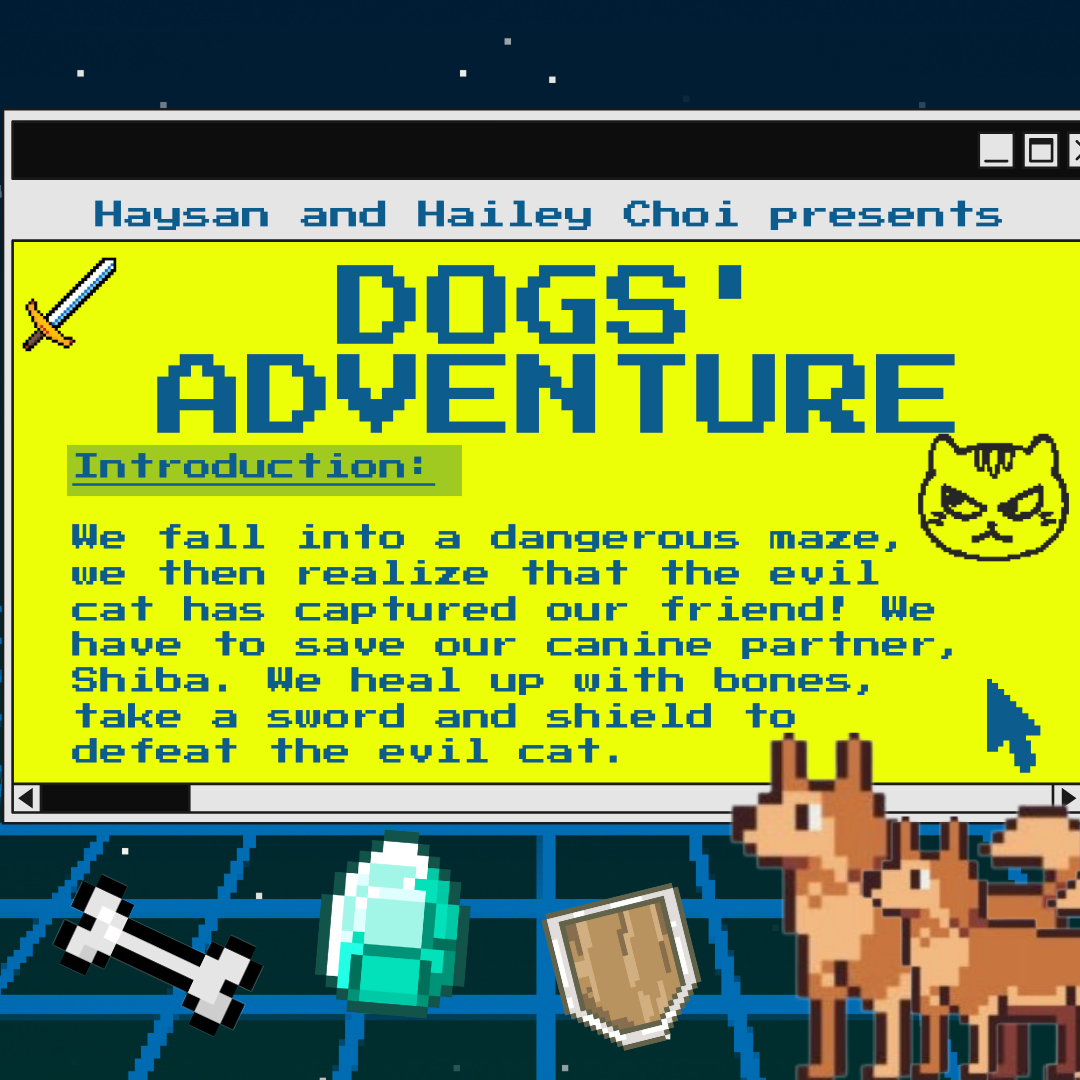 Haysan and Hailey Choi presents
DOGS'
ADVENTURE
Introduction:
We fall into a dangerous maze,
we then realize that the evil
cat has captured our friend! We
have to save our canine partner,
Shiba. We heal up with bones,
take a sword and shield to
defeat the evil cat.